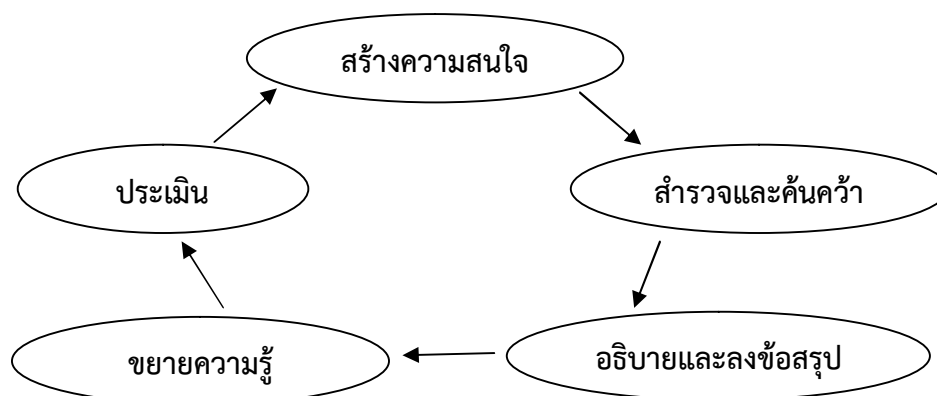 สร้างความสนใจ
สำรวจและค้นคว้า
อธิบายและลงข้อสรุป
ขยายความรู้
ประเมิน